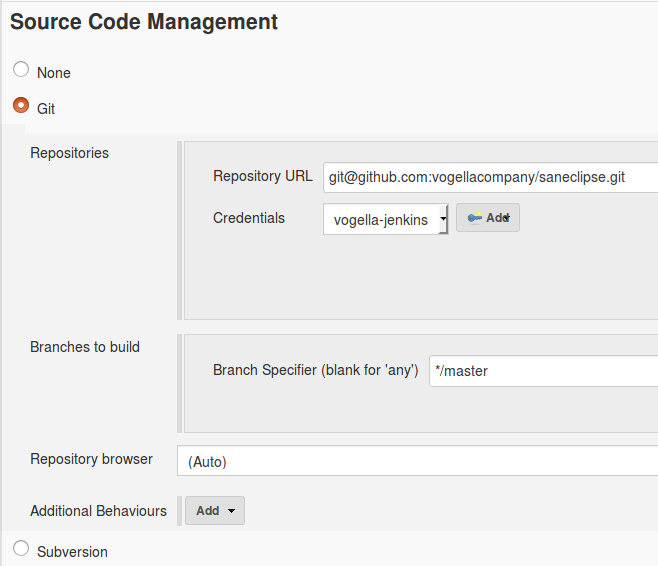 Source Code Management
None
Git
Repositories
Repository URL git@github.com:vogellacompany/saneclipse.git
Credentials vogella-jenkins Add
Branches to build
Branch Specifier (blank for 'any') */master
Repository browser (Auto)
Additional Behaviours Add
Subversion